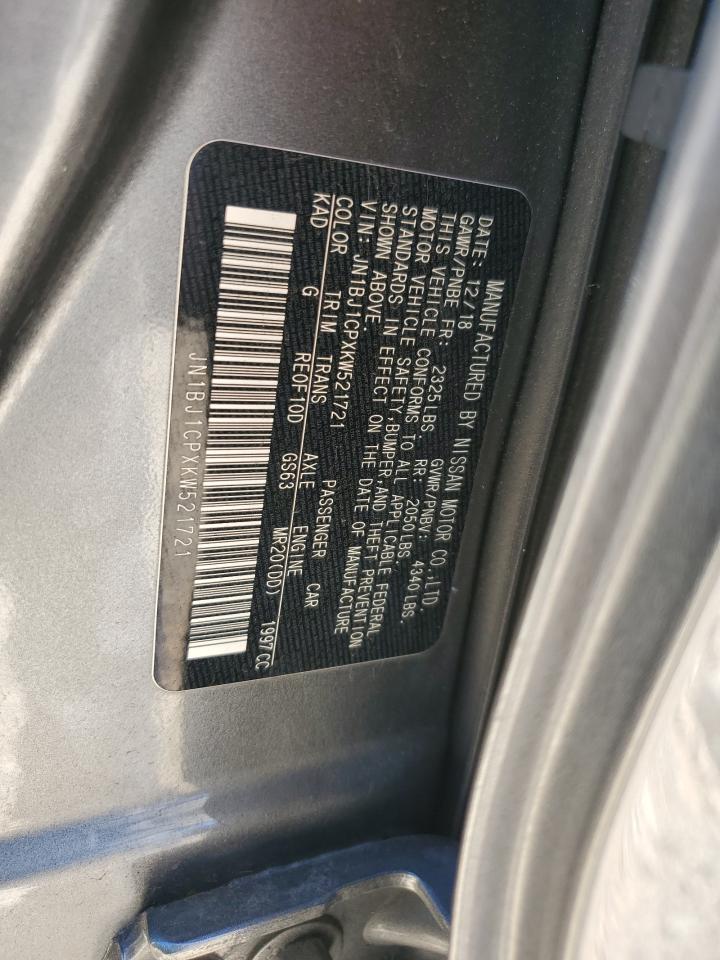 MANUFACTURED BY NISSAN MOTOR CO.,LTD.
DATE: 12/18 GVWR/PNBV: 4340LBS.
GAWR/PNBE FR: 2325LBS. RR: 2050LBS.
THIS VEHICLE CONFORMS TO ALL APPLICABLE FEDERAL
MOTOR VEHICLE SAFETY,BUMPER,AND THEFT PREVENTION
STANDARDS IN EFFECT ON THE DATE OF MANUFACTURE
SHOWN ABOVE.
VIN: JN1BJ1CPXKW521721 PASSENGER CAR
COLOR TRIM TRANS AXLE ENGINE
KAD G RE0F10D GS63 MR20(DD) 1997CC
JN1BJ1CPXKW521721